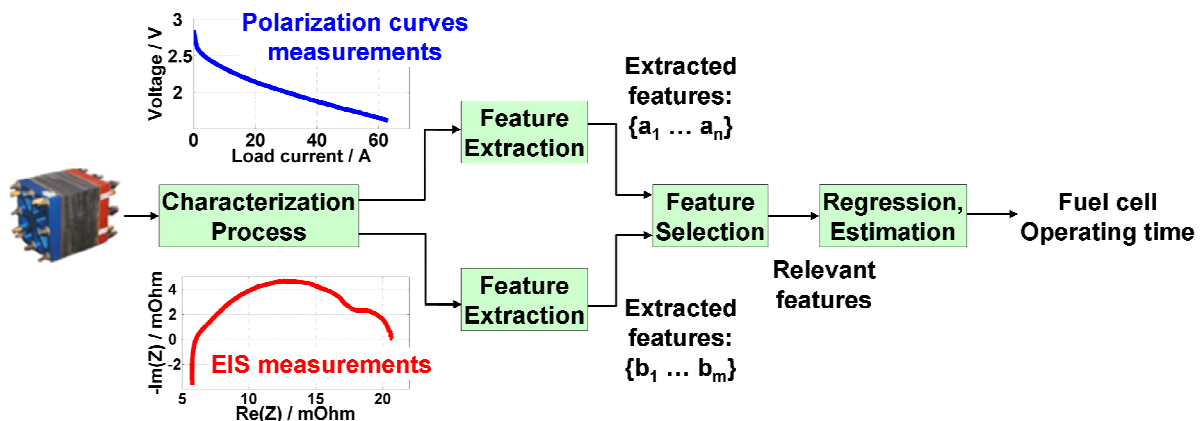 3
2.5
2
Voltage / V
Polarization curves
measurements
0
20
40
60
Load current / A
Characterization
Process
Feature
Extraction
Extracted
features:
{a1 … an}
4
2
0
-2
-Im(Z) / mOhm
EIS measurements
5
10
15
20
Re(Z) / mOhm
Feature
Extraction
Extracted
features:
{b1 … bm}
Feature
Selection
Relevant
features
Regression,
Estimation
Fuel cell
Operating time